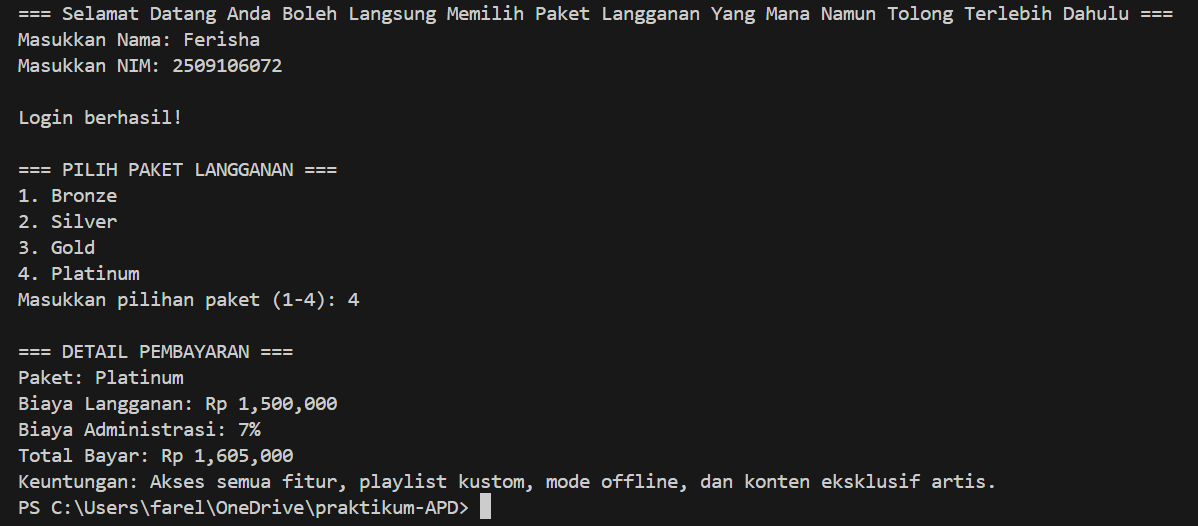 === Selamat Datang Anda Boleh Langsung Memilih Paket Langganan Yang Mana Namun Tolong Terlebih Dahulu ===
Masukkan Nama: Ferisha
Masukkan NIM: 2509106072
Login berhasil!
=== PILIH PAKET LANGGANAN ===
1. Bronze
2. Silver
3. Gold
4. Platinum
Masukkan pilihan paket (1-4): 4
=== DETAIL PEMBAYARAN ===
Paket: Platinum
Biaya Langganan: Rp 1,500,000
Biaya Administrasi: 7%
Total Bayar: Rp 1,605,000
Keuntungan: Akses semua fitur, playlist kustom, mode offline, dan konten eksklusif artis.
PS C:\Users\farel\OneDrive\praktikum-APD>